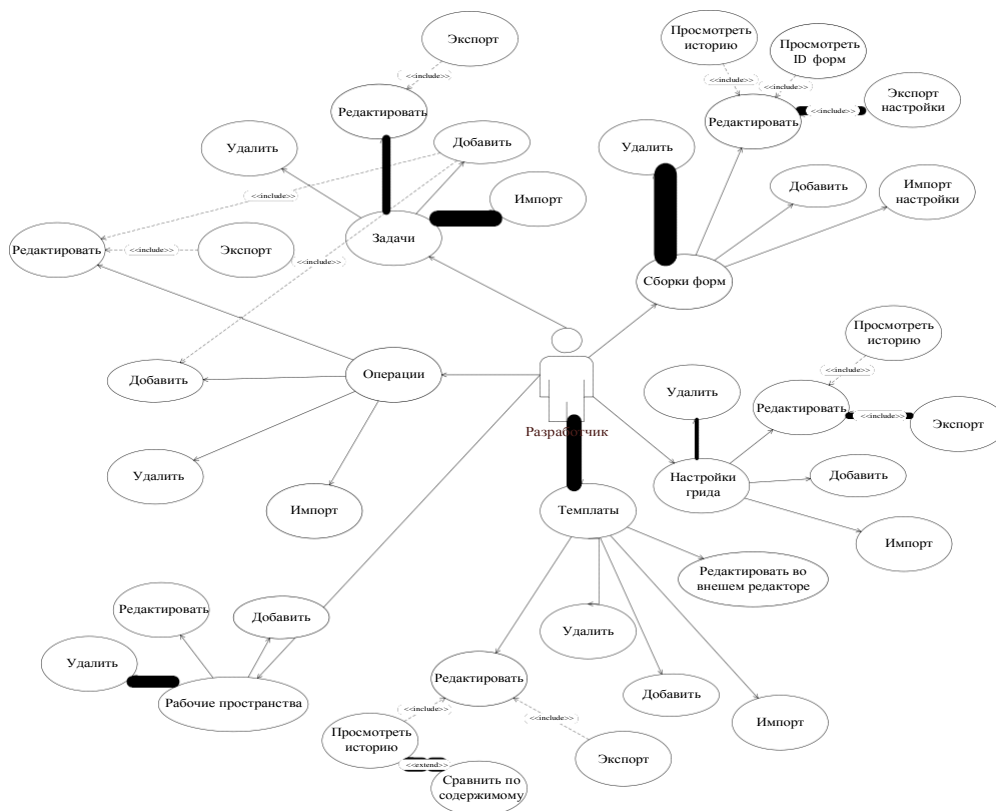 Экспорт
<<include>>
Редактировать
Удалить
Добавить
<<include>>
Импорт
Задачи
Редактировать
<<include>>
Экспорт
<<include>>
Просмотреть
историю
Просмотреть
ID форм
<<include>>
<<include>>
Редактировать
<<include>>
Экспорт
настройки
Удалить
Добавить
Импорт
настройки
Сборки форм
Добавить
Операции
Удалить
Импорт
Разработчик
Просмотреть
историю
<<include>>
Удалить
Редактировать
<<include>>
Экспорт
Настройки
грида
Добавить
Импорт
Темплаты
Редактировать во
внешем редакторе
Удалить
Редактировать
Добавить
Импорт
<<include>>
<<include>>
Просмотреть
историю
<<extend>>
Сравнить по
содержимому
Экспорт
Редактировать
Добавить
Удалить
Рабочие пространства